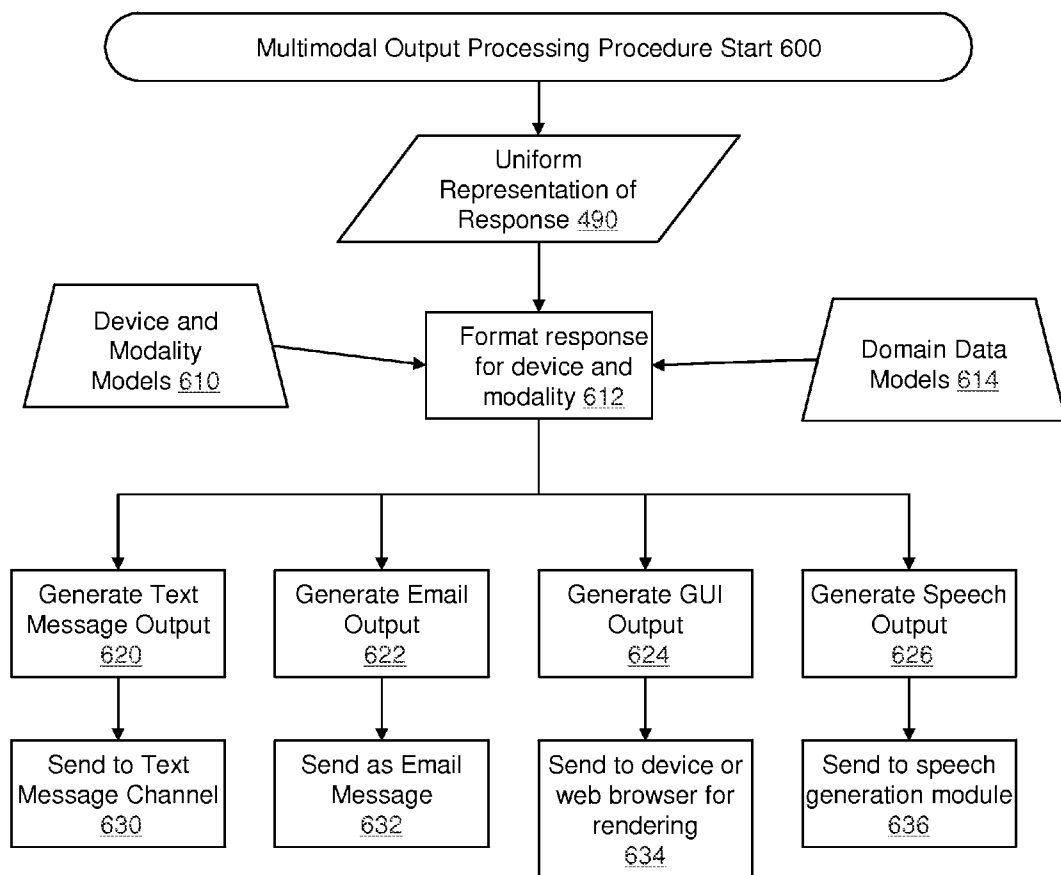 Multimodal Output Processing Procedure Start 600
Uniform
Representation of
Response 490
Device and
Modality
Models 610
Format response
for device and
modality 612
Domain Data
Models 614
Generate Text
Message Output
620
Generate Email
Output
622
Generate GUI
Output
624
Generate Speech
Output
626
Send to Text
Message Channel
630
Send as Email
Message
632
Send to device or
web browser for
rendering
634
Send to speech
generation module
636